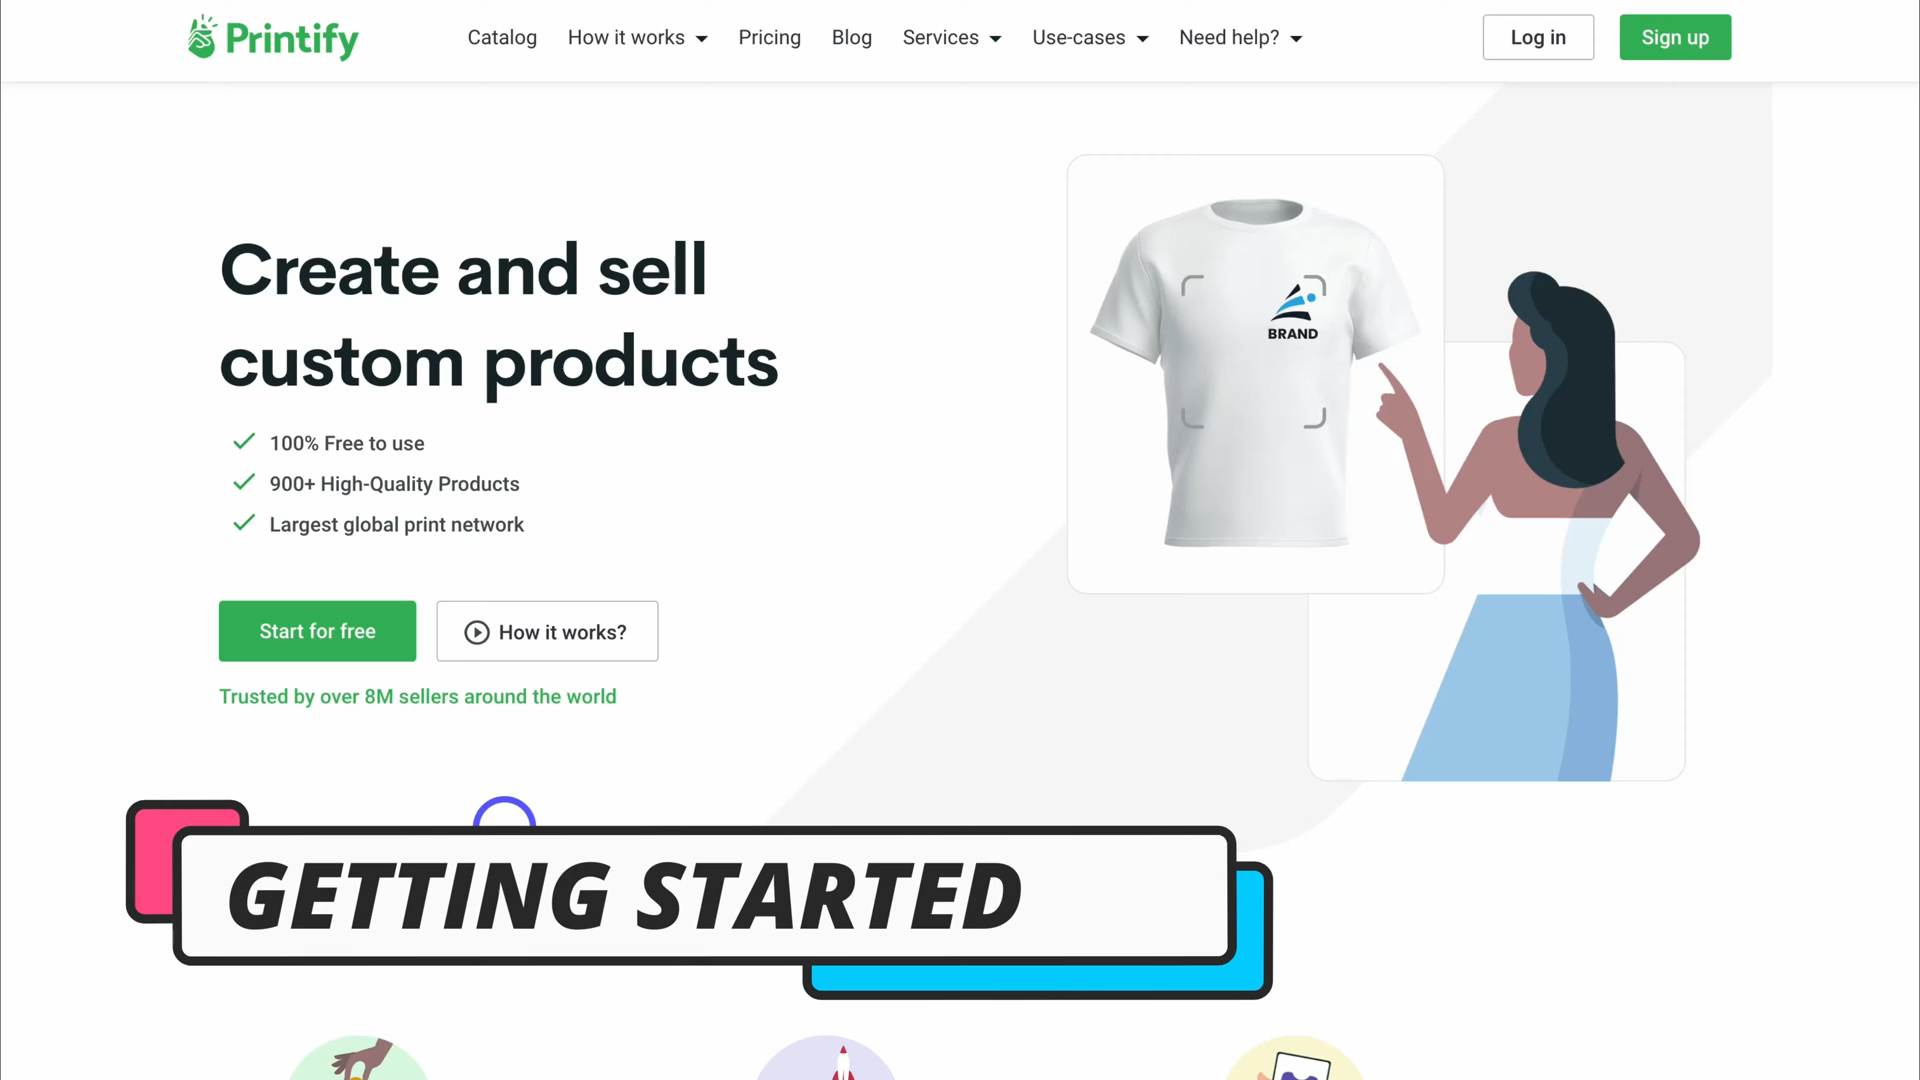 Printify
Catalog
How it works
Pricing
Blog
Services
Use-cases
Need help?
Log in
Sign up
Create and sell
custom products
100% Free to use
900+ High-Quality Products
Largest global print network
Start for free
How it works?
Trusted by over 8M sellers around the world
BRAND
GETTING STARTED